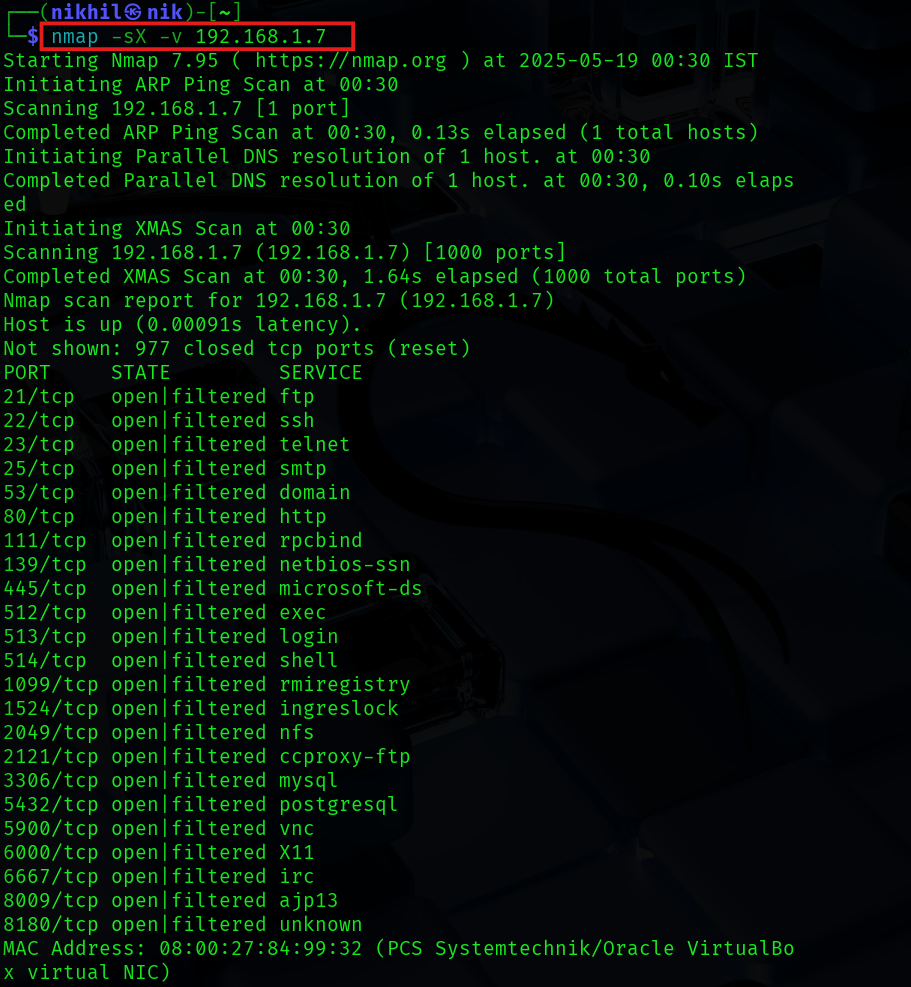 ┌──(nikhil㉿nik)-[~]
└─$ nmap -sX -v 192.168.1.7
Starting Nmap 7.95 ( https://nmap.org ) at 2025-05-19 00:30 IST
Initiating ARP Ping Scan at 00:30
Scanning 192.168.1.7 [1 port]
Completed ARP Ping Scan at 00:30, 0.13s elapsed (1 total hosts)
Initiating Parallel DNS resolution of 1 host. at 00:30
Completed Parallel DNS resolution of 1 host. at 00:30, 0.10s elaps
ed
Initiating XMAS Scan at 00:30
Scanning 192.168.1.7 (192.168.1.7) [1000 ports]
Completed XMAS Scan at 00:30, 1.64s elapsed (1000 total ports)
Nmap scan report for 192.168.1.7 (192.168.1.7)
Host is up (0.00091s latency).
Not shown: 977 closed tcp ports (reset)
PORT     STATE         SERVICE
21/tcp   open|filtered ftp
22/tcp   open|filtered ssh
23/tcp   open|filtered telnet
25/tcp   open|filtered smtp
53/tcp   open|filtered domain
80/tcp   open|filtered http
111/tcp  open|filtered rpcbind
139/tcp  open|filtered netbios-ssn
445/tcp  open|filtered microsoft-ds
512/tcp  open|filtered exec
513/tcp  open|filtered login
514/tcp  open|filtered shell
1099/tcp open|filtered rmiregistry
1524/tcp open|filtered ingreslock
2049/tcp open|filtered nfs
2121/tcp open|filtered ccproxy-ftp
3306/tcp open|filtered mysql
5432/tcp open|filtered postgresql
5900/tcp open|filtered vnc
6000/tcp open|filtered X11
6667/tcp open|filtered irc
8009/tcp open|filtered ajp13
8180/tcp open|filtered unknown
MAC Address: 08:00:27:84:99:32 (PCS Systemtechnik/Oracle VirtualBo
x virtual NIC)